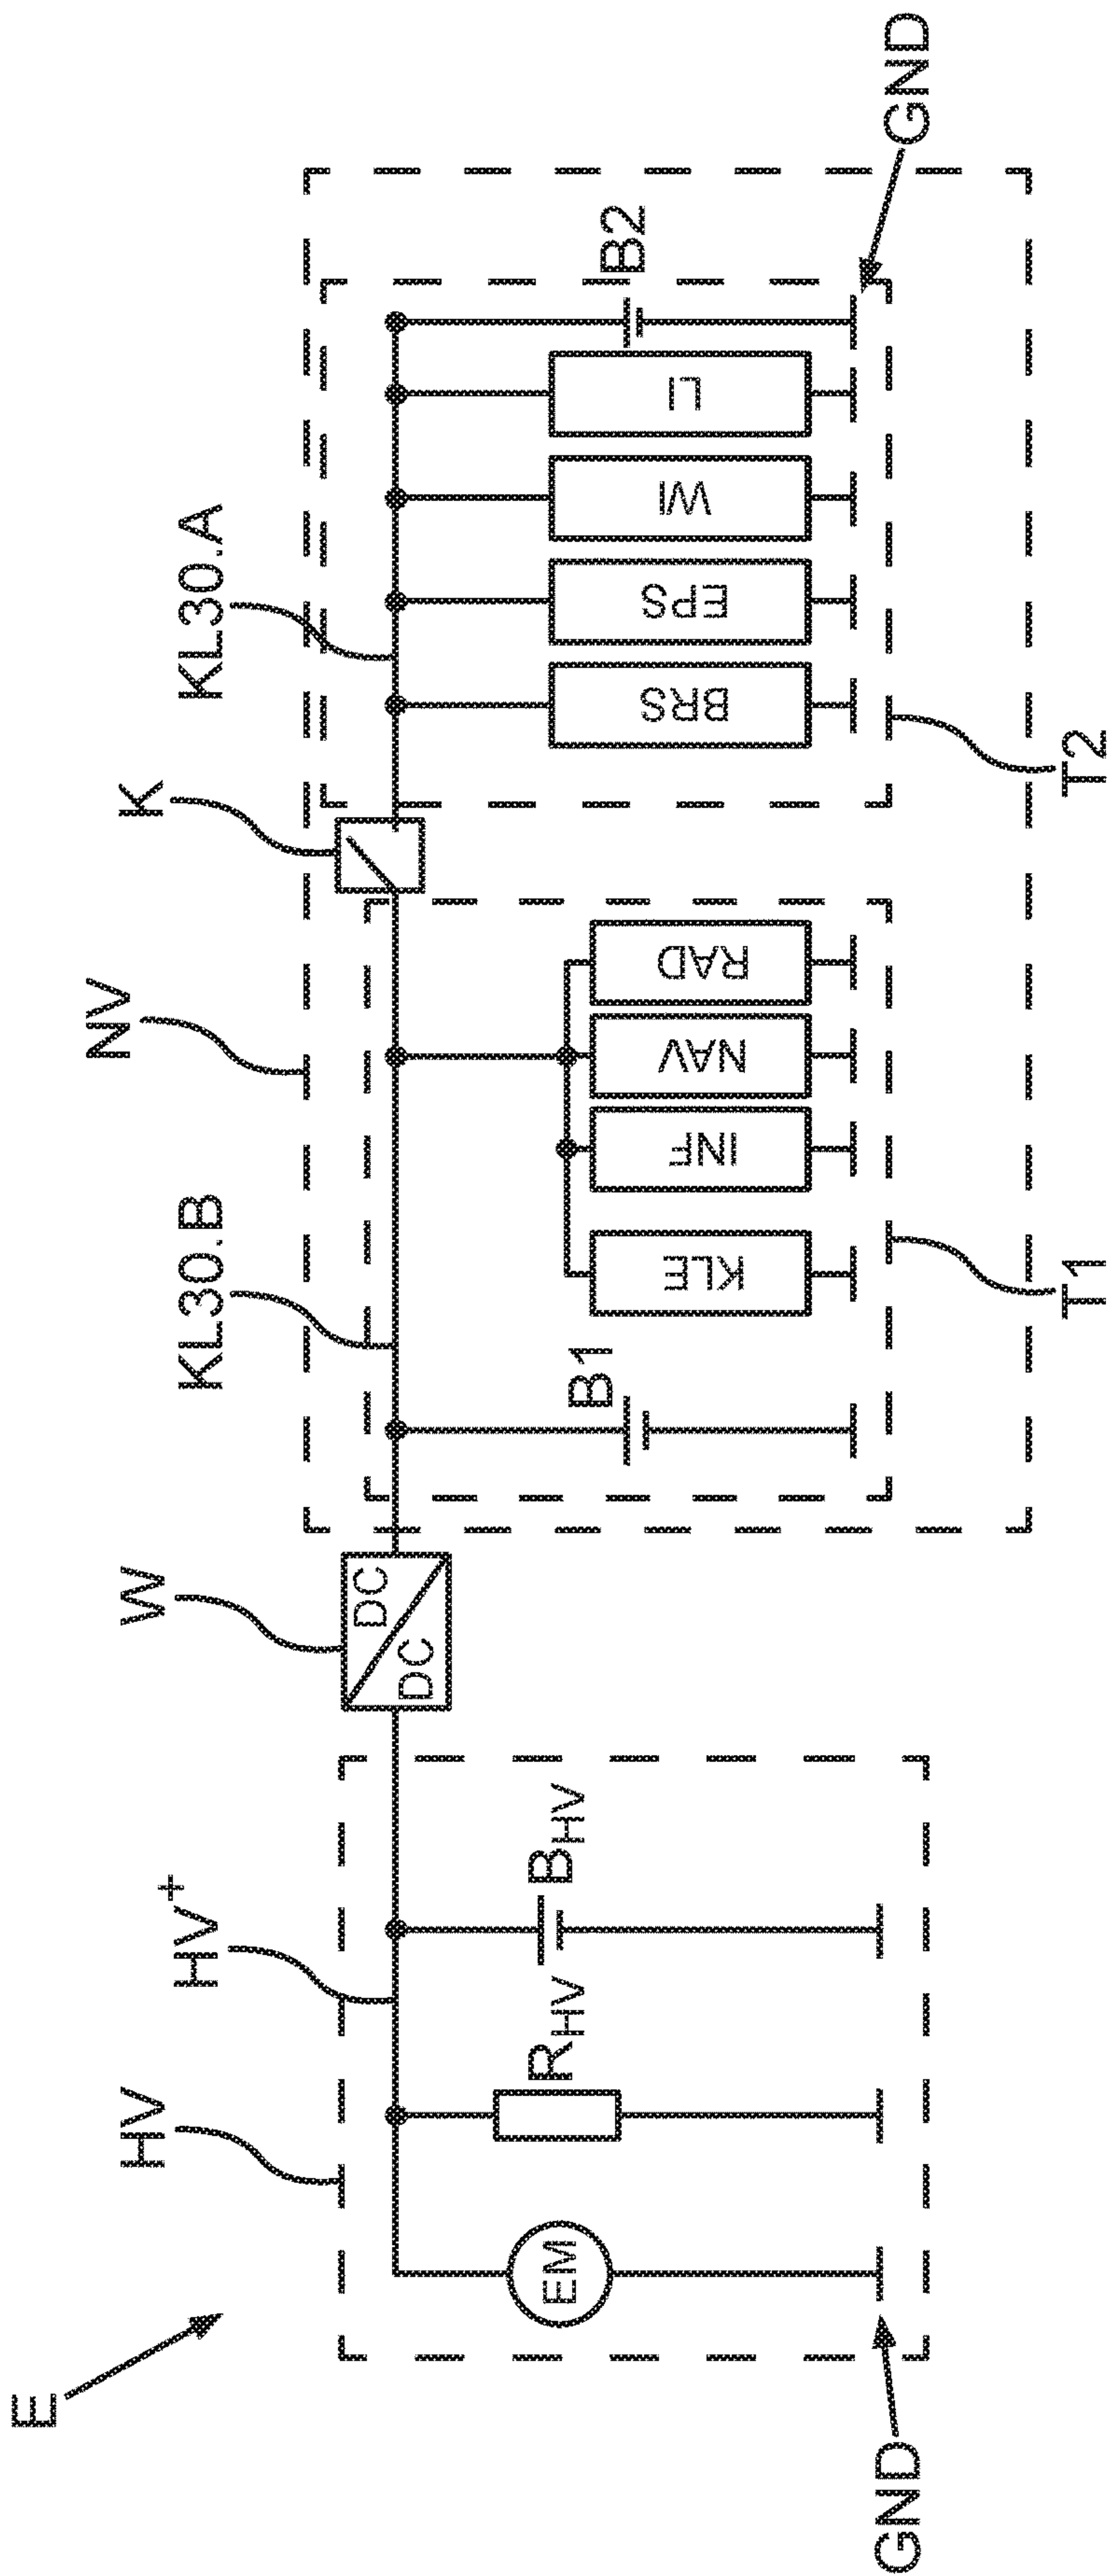 E
HV
HV+
W
KL30.B
NV
K
KL30.A
EM
RHV
BHV
DC
DC
B1
KLE
INF
NAV
RAD
BRS
EPS
WI
LI
B2
GND
T1
T2
GND